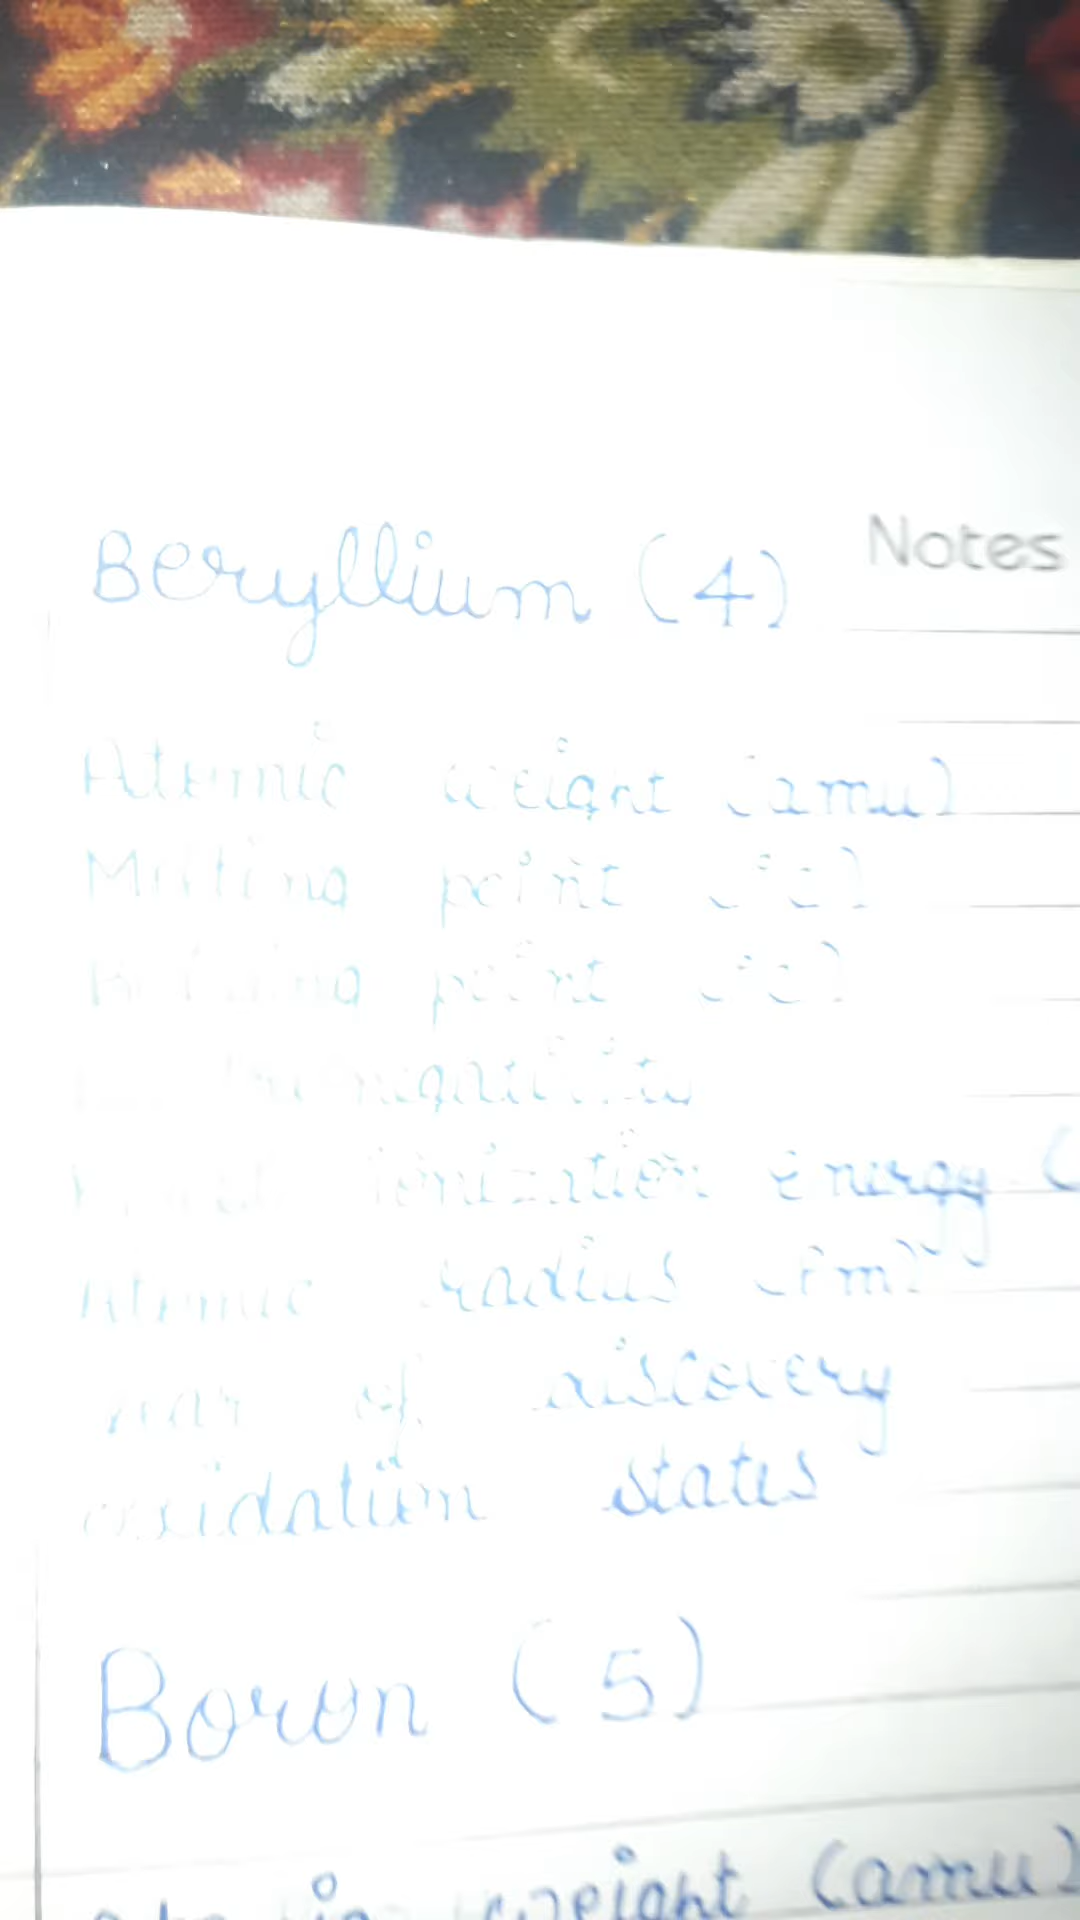 Notes
Beryllium (4)
Atomic weight (amu)
Melting point (°C)
point (°C)
ionization energy (
Atomic radius (Pm)
year of discovery
oxidation states
Boron (5)
weight (amu)